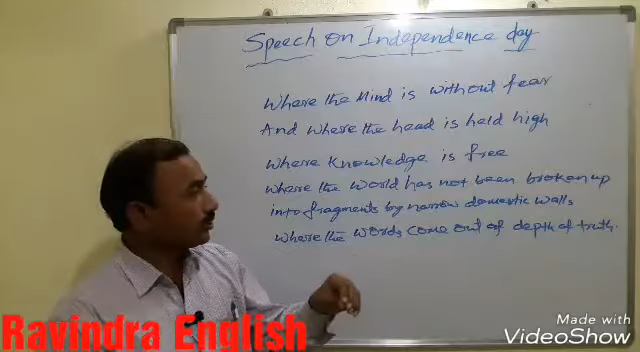 Speech on Independence day
Where the Mind is without fear
And Where the head is held high
Where Knowledge is free
where the World has not been broken up
into fragments by narrow domestic walls
where the words come out of depth of truth.
Ravindra English
Made with
VideoShow